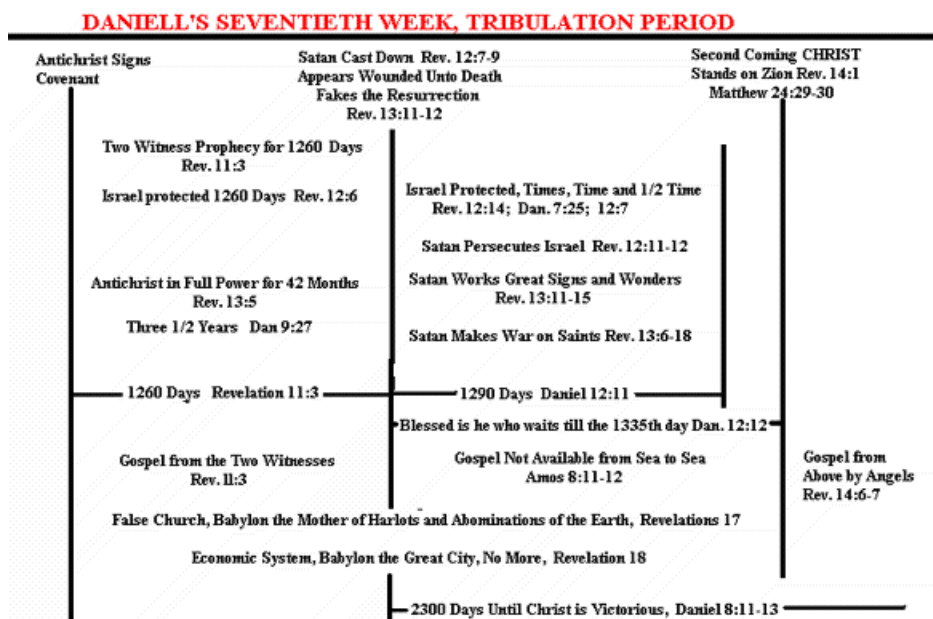 DANIELL'S SEVENTIETH WEEK, TRIBULATION PERIOD
Antichrist Signs
Covenant
Satan Cast Down Rev. 12:7-9
Appears Wounded Unto Death
Fakes the Resurrection
Rev. 13:11-12
Second Coming CHRIST
Stands on Zion Rev. 14:1
Matthew 24:29-30
Two Witness Prophecy for 1260 Days
Rev. 11:3
Israel protected 1260 Days Rev. 12:6
Israel Protected, Times, Time and 1/2 Time
Rev. 12:14; Dan. 7:25; 12:7
Satan Persecutes Israel Rev. 12:11-12
Antichrist in Full Power for 42 Months
Rev. 13:5
Satan Works Great Signs and Wonders
Rev. 13:11-15
Three 1/2 Years Dan 9:27
Satan Makes War on Saints Rev. 13:6-18
1260 Days Revelation 11:3
1290 Days Daniel 12:11
Blessed is he who waits till the 1335th day Dan. 12:12
Gospel from the Two Witnesses
Rev. 11:3
Gospel Not Available from Sea to Sea
Amos 8:11-12
Gospel from
Above by Angels
Rev. 14:6-7
False Church, Babylon the Mother of Harlots and Abominations of the Earth, Revelations 17
Economic System, Babylon the Great City, No More, Revelation 18
2300 Days Until Christ is Victorious, Daniel 8:11-13